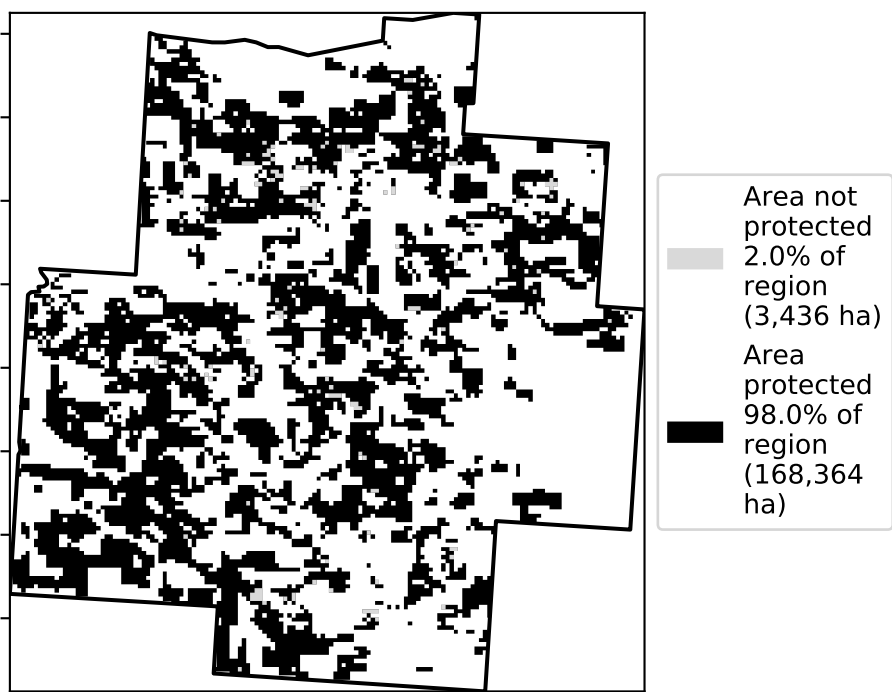 Area not
protected
2.0% of
region
(3,436 ha)
Area
protected
98.0% of
region
(168,364
ha)